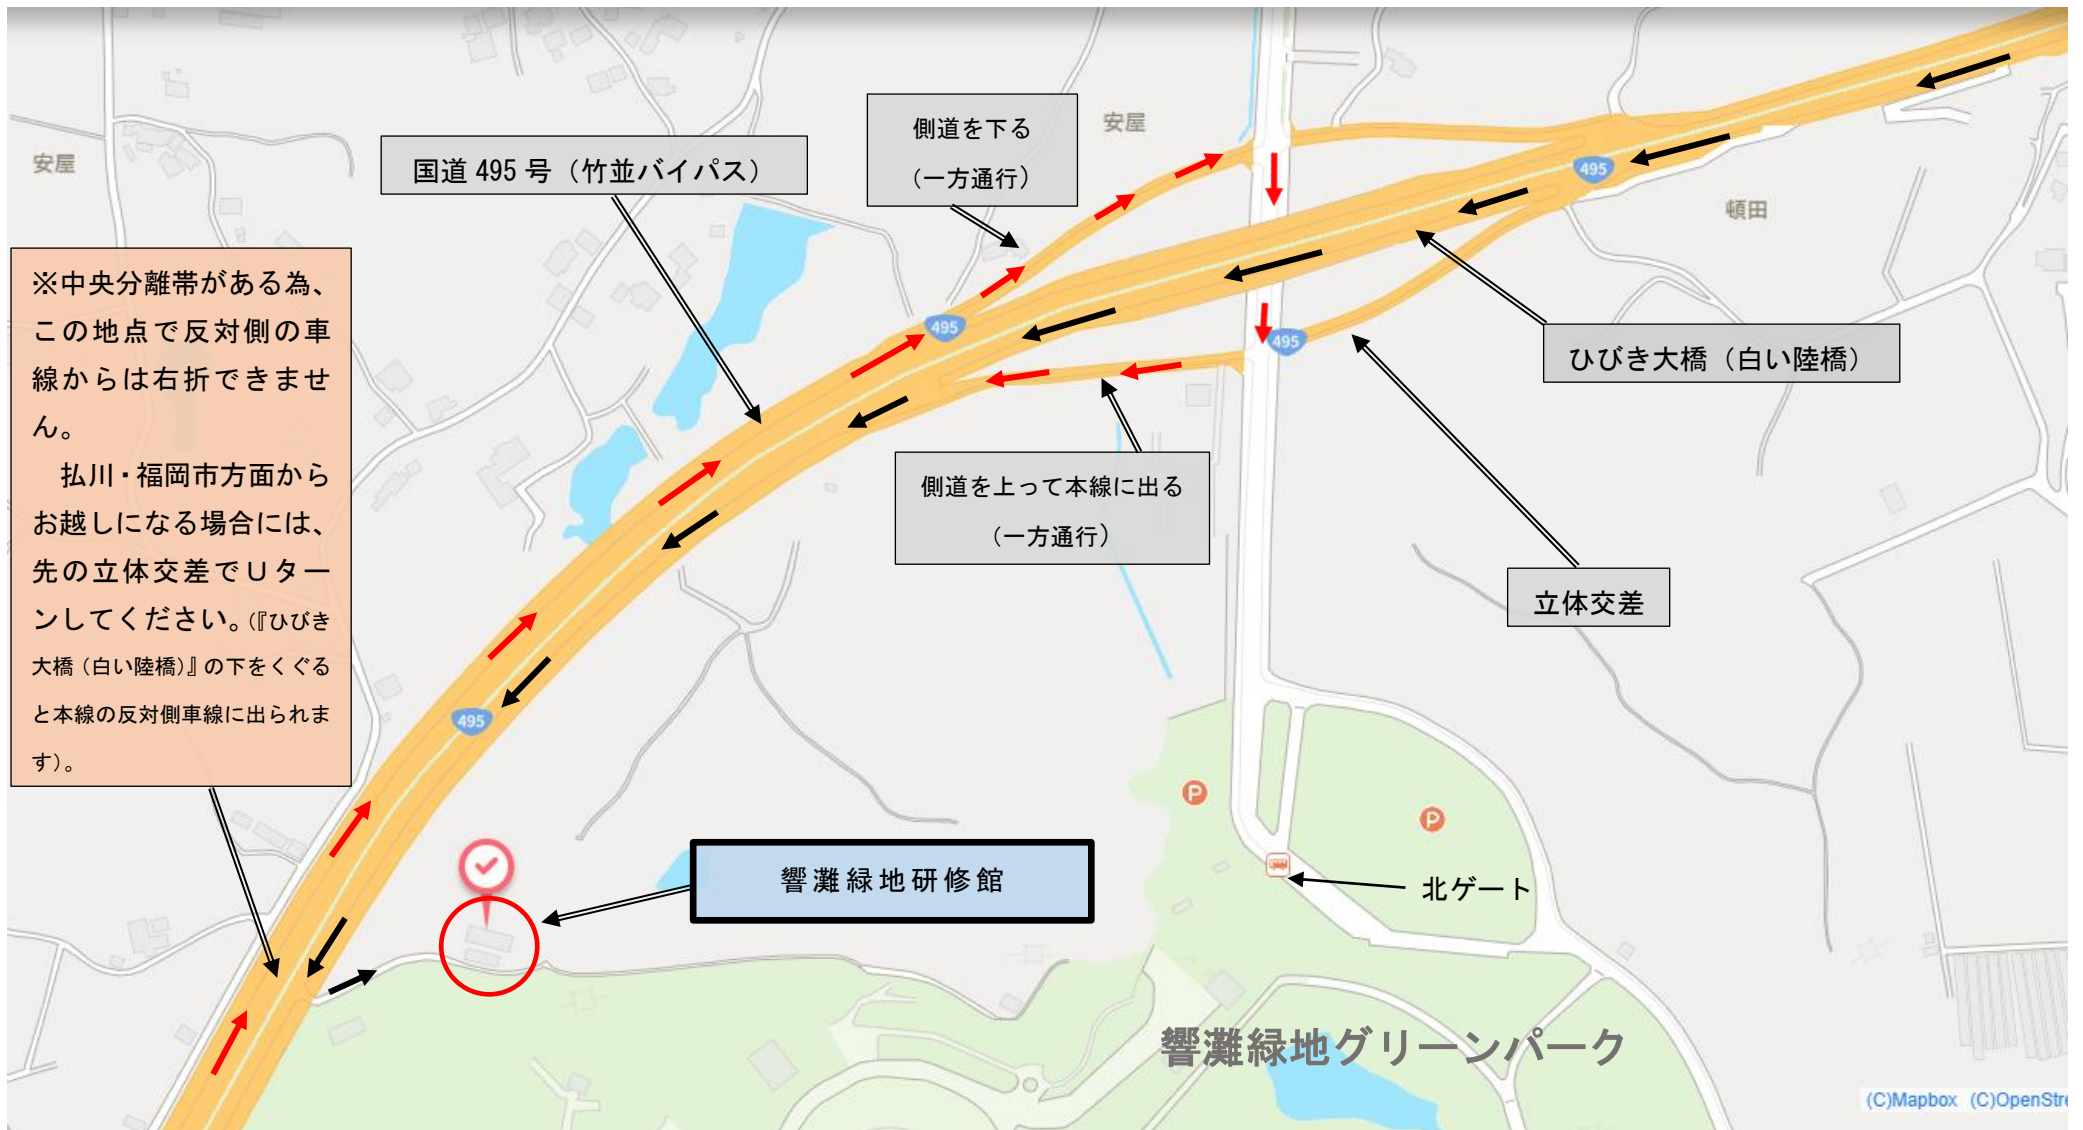 安屋
安屋
側道を下る
（一方通行）
国道 495 号（竹並バイパス）
495
頓田
※中央分離帯がある為、
この地点で反対側の車
線からは右折できませ
ん。
払川・福岡市方面から
お越しになる場合には、
先の立体交差でＵター
ンしてください。（『ひびき
大橋（白い陸橋）』の下をくぐる
と本線の反対側車線に出られま
す）。
495
495
ひびき大橋（白い陸橋）
側道を上って本線に出る
（一方通行）
立体交差
495
P
P
響灘緑地研修館
北ゲート
響灘緑地グリーンパーク
(C)Mapbox (C)OpenStre